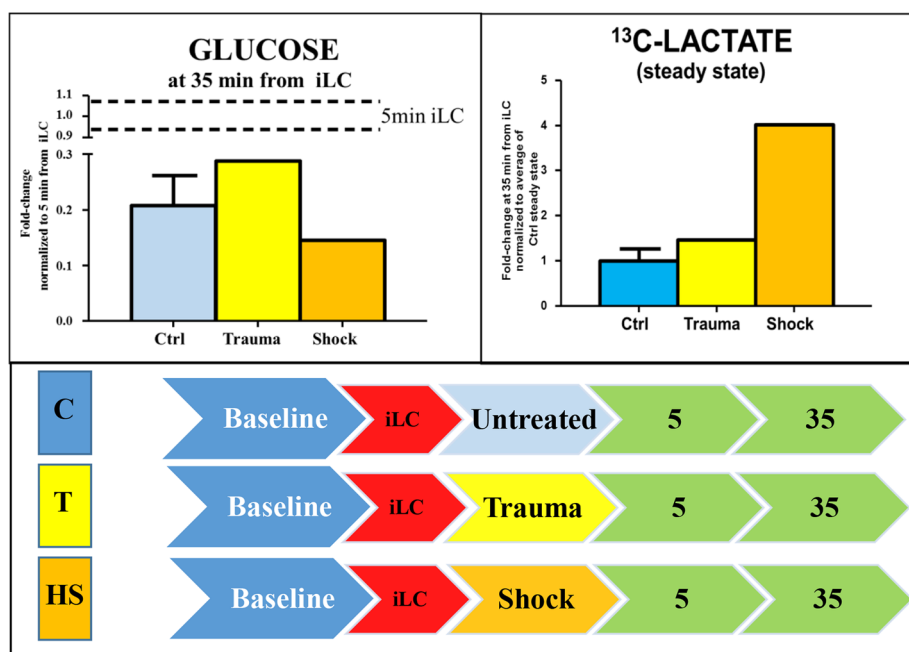 GLUCOSE
at 35 min from iLC
1.1
1.0
0.9
0.3
0.2
0.1
0.0
5min iLC
Fold-change
normalized to 5 min from iLC
Ctrl Trauma Shock
¹³C-LACTATE
(steady state)
5
4
3
2
1
0
Fold-change at 35 min from iLC
normalized to average of
Ctrl steady state
Ctrl Trauma Shock
C Baseline iLC Untreated 5 35
T Baseline iLC Trauma 5 35
HS Baseline iLC Shock 5 35